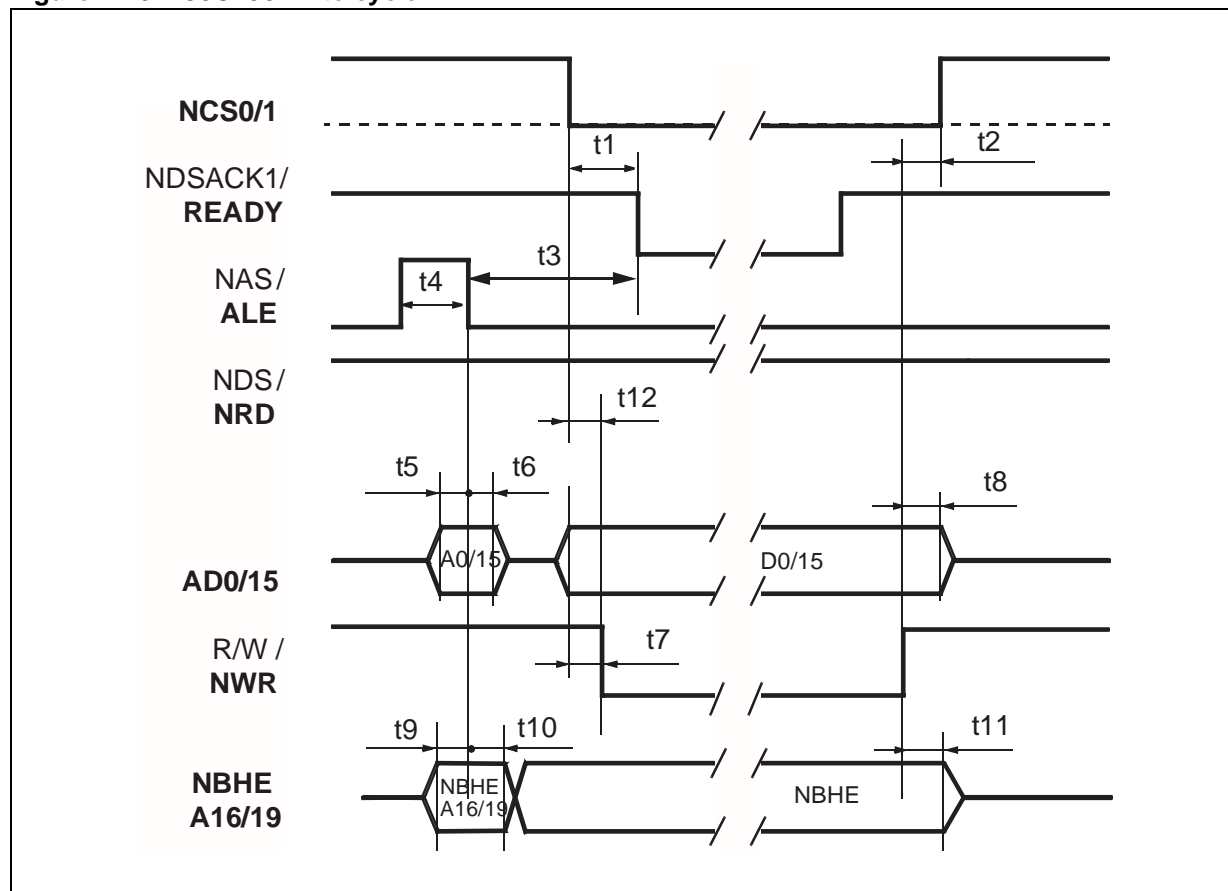 NCS0/1
t1
t2
NDSACK1/
READY
t3
NAS /
t4
ALE
NDS /
NRD
t12
t5
t6
t8
A0/15
D0/15
AD0/15
R/W /
t7
NWR
t9
t10
t11
NBHE
A16/19
NBHE
A16/19
NBHE